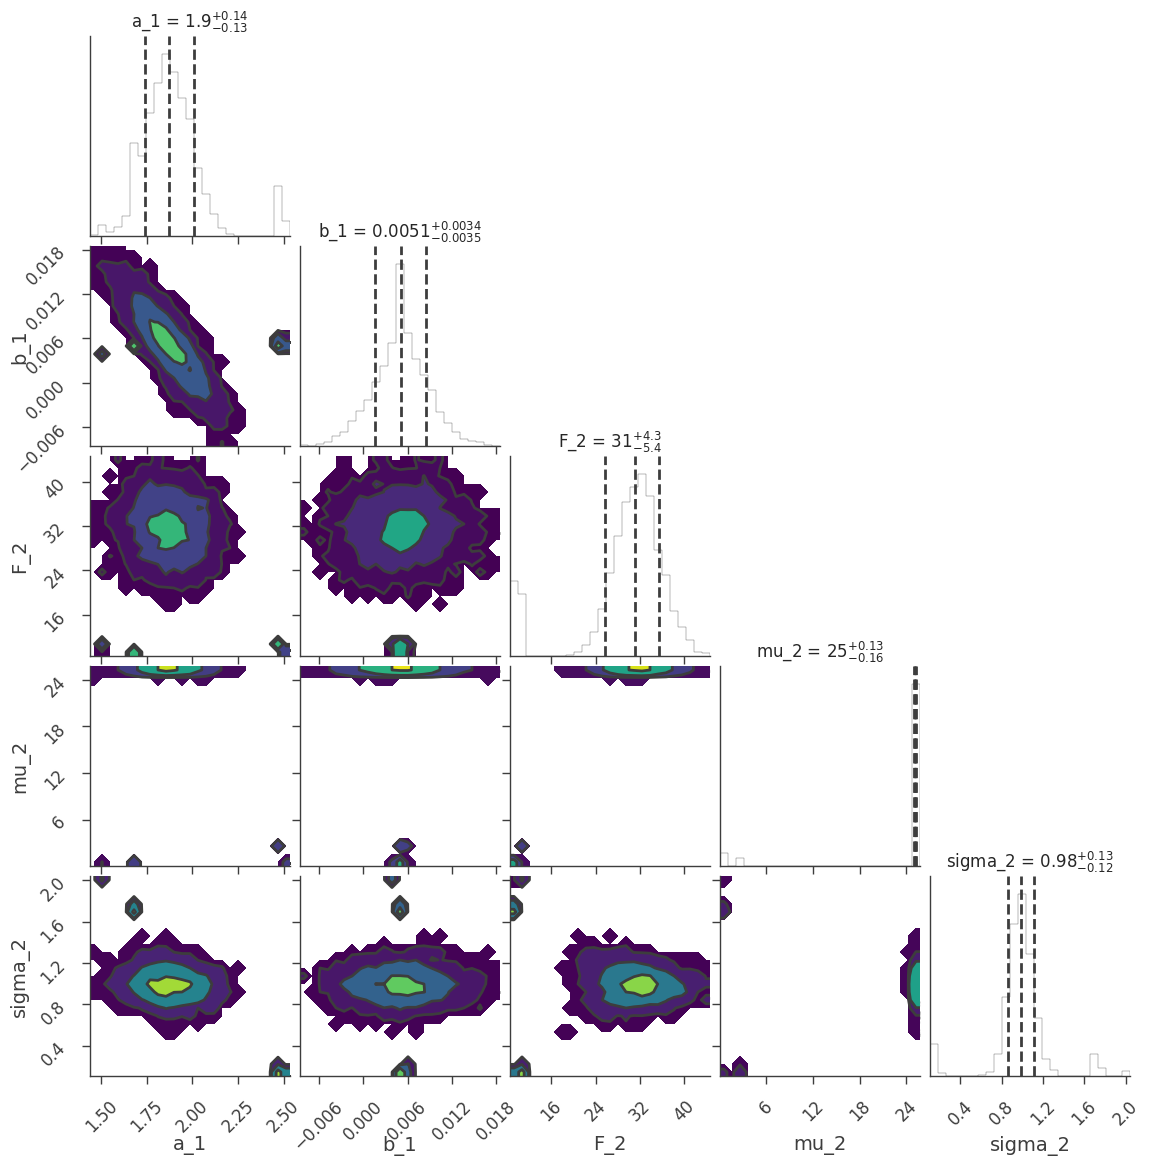 a_1 = 1.9+0.14−0.13
b_1 = 0.0051+0.0034−0.0035
0.018
0.012
0.006
0.000
−0.006
b_1
F_2 = 31+4.3−5.4
40
32
24
16
F_2
mu_2 = 25+0.13−0.16
24
18
12
6
mu_2
sigma_2 = 0.98+0.13−0.12
2.0
1.6
1.2
0.8
0.4
sigma_2
1.50 1.75 2.00 2.25 2.50
−0.006 0.000 0.006 0.012 0.018
16 24 32 40
6 12 18 24
0.4 0.8 1.2 1.6 2.0
a_1 b_1 F_2 mu_2 sigma_2